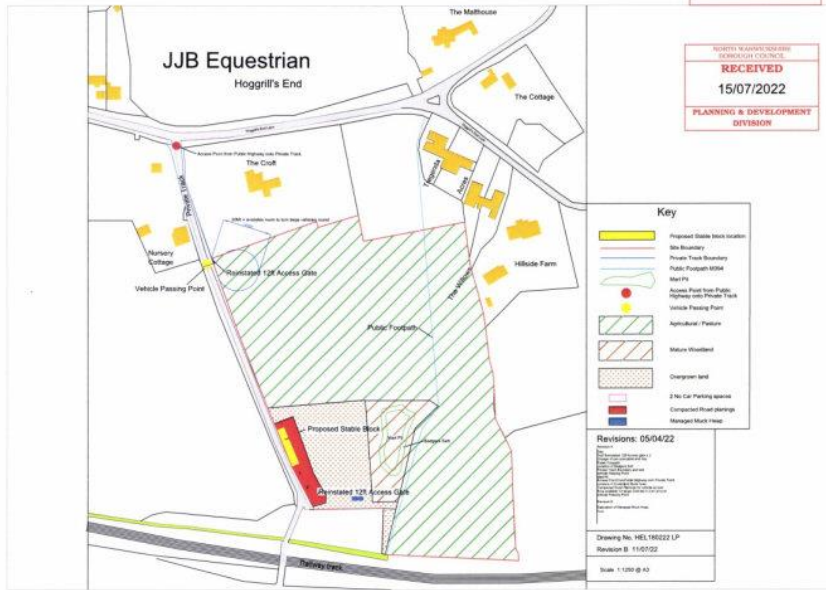 JJB Equestrian
Hoggrill's End
The Malthouse
NORTH WARWICKSHIRE
BOROUGH COUNCIL
RECEIVED
15/07/2022
PLANNING & DEVELOPMENT
DIVISION
The Cottage
Access Point from Public Highway onto Private Track
The Croft
Private Track
Nursery
Cottage
Reinstated 12ft Access Gate
Vehicle Passing Point
Acres
The Willows
Hillside Farm
Public Footpath
Proposed Stable Block
Marl Pit
Reinstated 12ft Access Gate
Railway track
Key
Proposed Stable block location
Site Boundary
Private Track Boundary
Public Footpath M394
Marl Pit
Access Point from Public
Highway onto Private Track
Vehicle Passing Point
Agricultural / Pasture
Mature Woodland
Overgrown land
2 No Car Parking spaces
Compacted Road planings
Managed Muck Heap
Revisions: 05/04/22
Drawing No. HEL180222 LP
Revision B 11/07/22
Scale 1:1250 @ A3